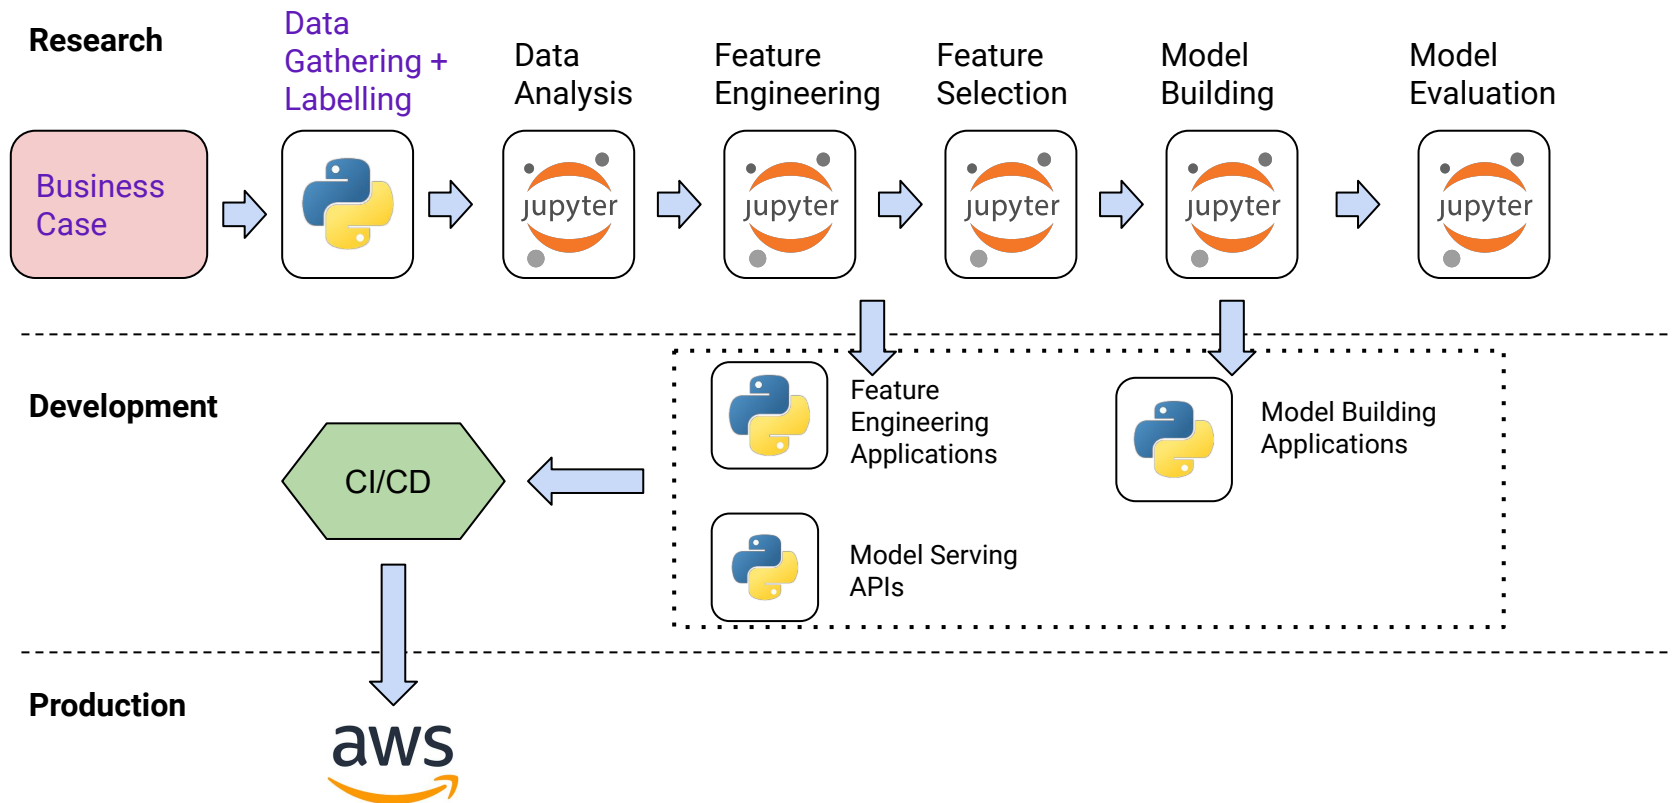 Research
Data
Gathering +
Labelling
Data
Analysis
Feature
Engineering
Feature
Selection
Model
Building
Model
Evaluation
Business
Case
jupyter
jupyter
jupyter
jupyter
jupyter
Development
CI/CD
Feature
Engineering
Applications
Model Building
Applications
Model Serving
APIs
Production
aws